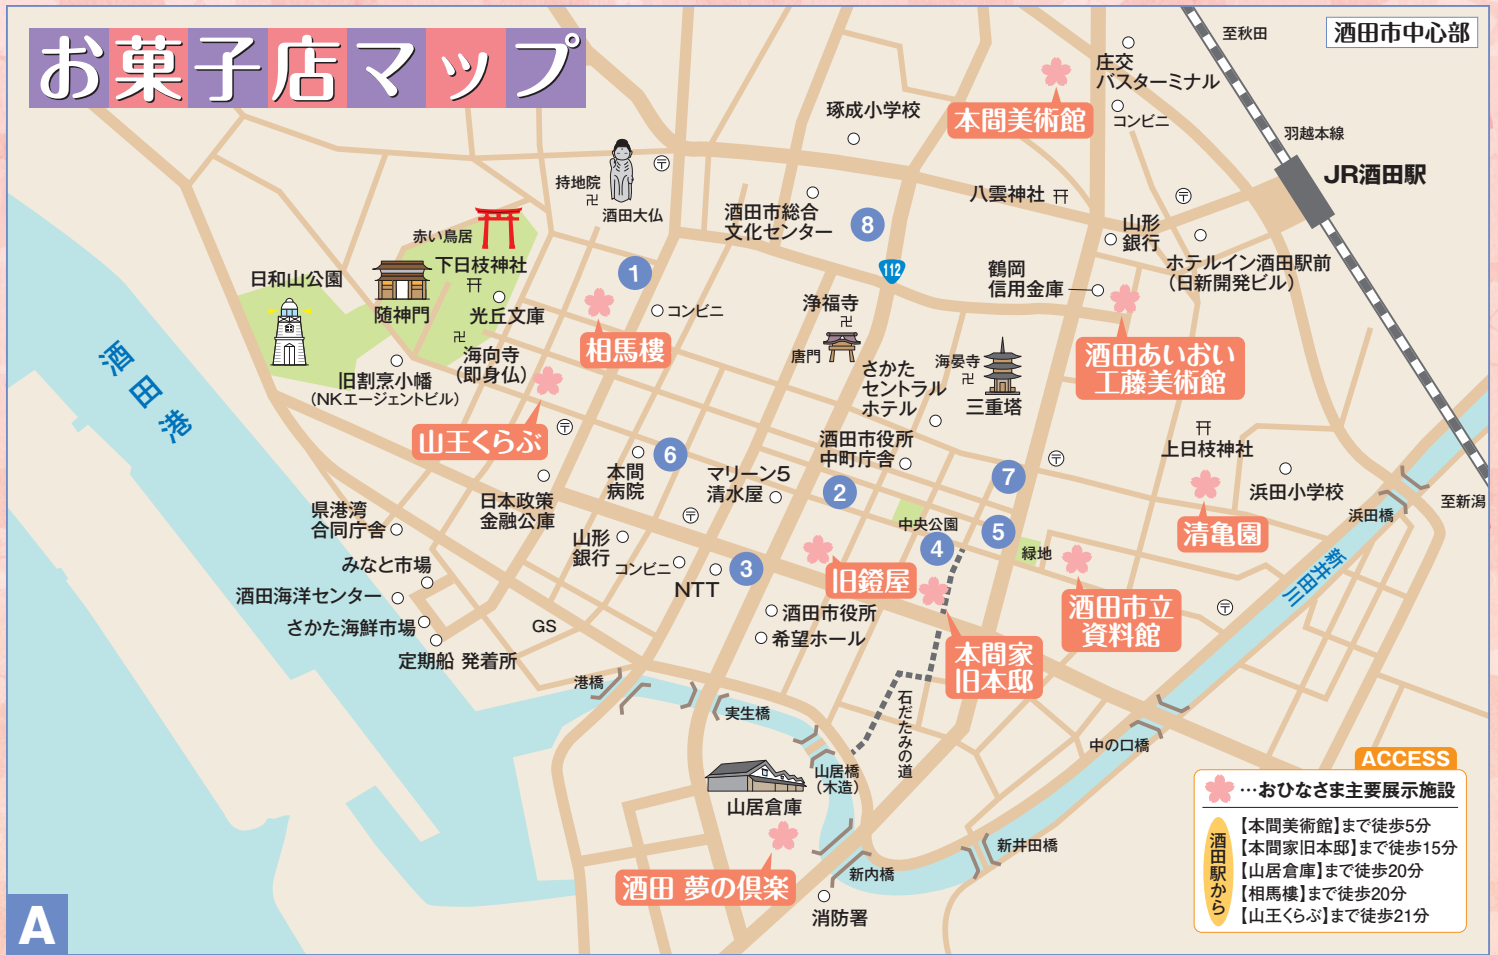 お菓子店マップ
酒田市中心部
至秋田
庄交
バスターミナル
コンビニ
本間美術館
琢成小学校
羽越本線
JR酒田駅
持地院
酒田大仏
〒
八雲神社
〒
酒田市総合
文化センター
8
山形
銀行
ホテルイン酒田駅前
(日新開発ビル)
赤い鳥居
下日枝神社
日和山公園
随神門
光丘文庫
1
コンビニ
相馬樓
112
鶴岡
信用金庫
浄福寺
唐門
海晏寺
三重塔
酒田あいおい
工藤美術館
海向寺
(即身仏)
旧割烹小幡
(NKエージェントビル)
酒田港
山王くらぶ
〒
さかた
セントラル
ホテル
酒田市役所
中町庁舎
上日枝神社
浜田小学校
至新潟
浜田橋
清亀園
新井田川
6
本間
病院
マリーン5
清水屋
2
7
〒
日本政策
金融公庫
県港湾
合同庁舎
〒
中央公園
5
4
緑地
山形
銀行
コンビニ
NTT
3
旧鐙屋
みなと市場
酒田海洋センター
さかた海鮮市場
定期船 発着所
GS
酒田市役所
希望ホール
本間家
旧本邸
酒田市立
資料館
〒
港橋
実生橋
石だたみの道
中の口橋
山居橋
(木造)
山居倉庫
酒田 夢の倶楽
新内橋
新井田橋
消防署
ACCESS
…おひなさま主要展示施設
酒田駅から
【本間美術館】まで徒歩5分
【本間家旧本邸】まで徒歩15分
【山居倉庫】まで徒歩20分
【相馬樓】まで徒歩20分
【山王くらぶ】まで徒歩21分
A